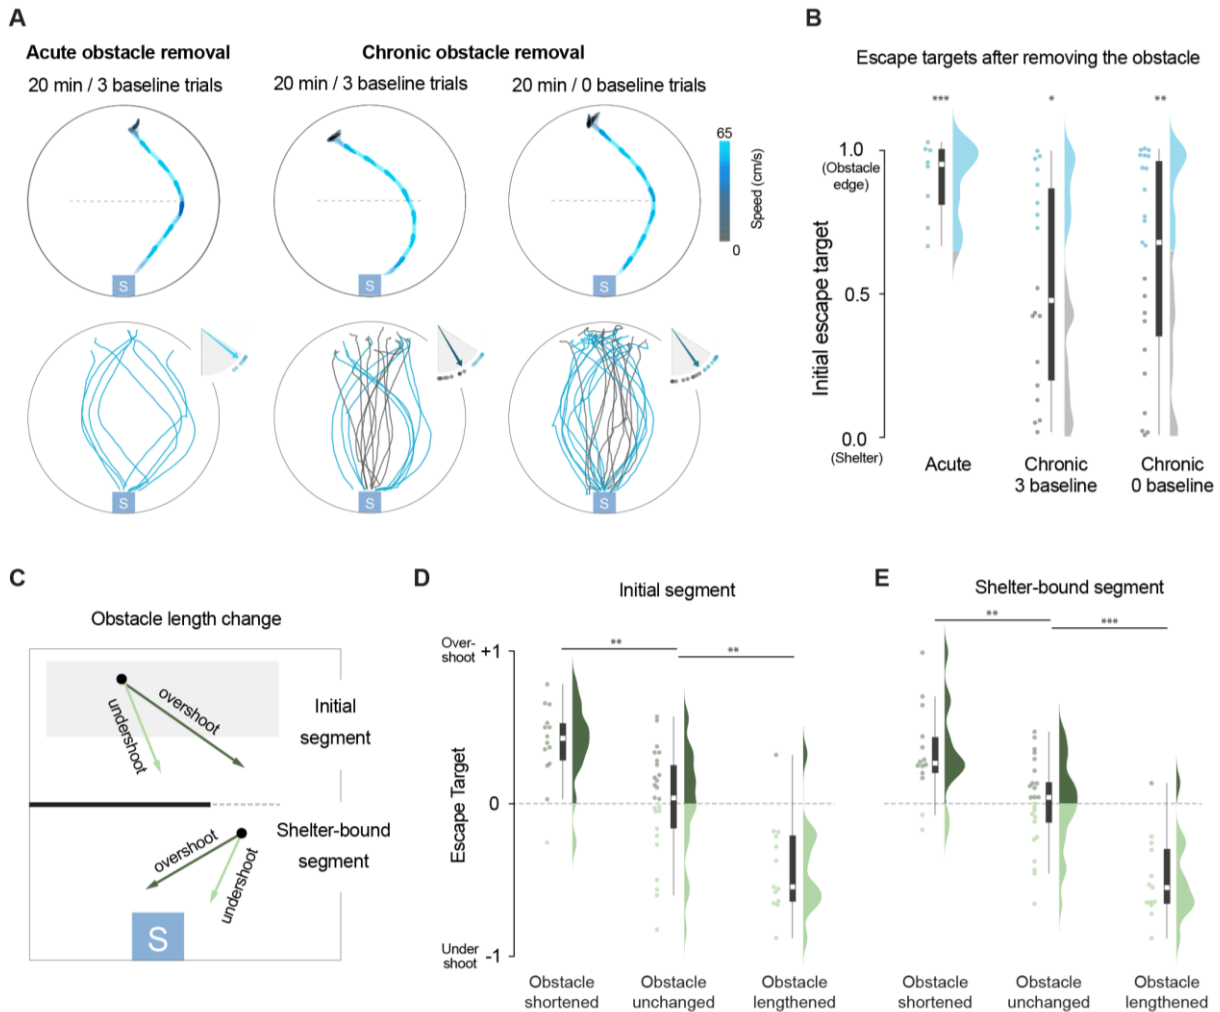 A
Acute obstacle removal
20 min / 3 baseline trials
Chronic obstacle removal
20 min / 3 baseline trials
20 min / 0 baseline trials
65
Speed (cm/s)
0
S
S
S
S
S
S
B
Escape targets after removing the obstacle
***
*
**
Initial escape target
1.0
(Obstacle
edge)
0.5
0.0
(Shelter)
Acute
Chronic
3 baseline
Chronic
0 baseline
C
Obstacle length change
overshoot
undershoot
Initial
segment
Shelter-bound
segment
overshoot
undershoot
S
D
Initial segment
Over-
shoot
+1
**
**
Escape Target
0
Under
shoot
-1
Obstacle
shortened
Obstacle
unchanged
Obstacle
lengthened
E
Shelter-bound segment
**
***
Obstacle
shortened
Obstacle
unchanged
Obstacle
lengthened